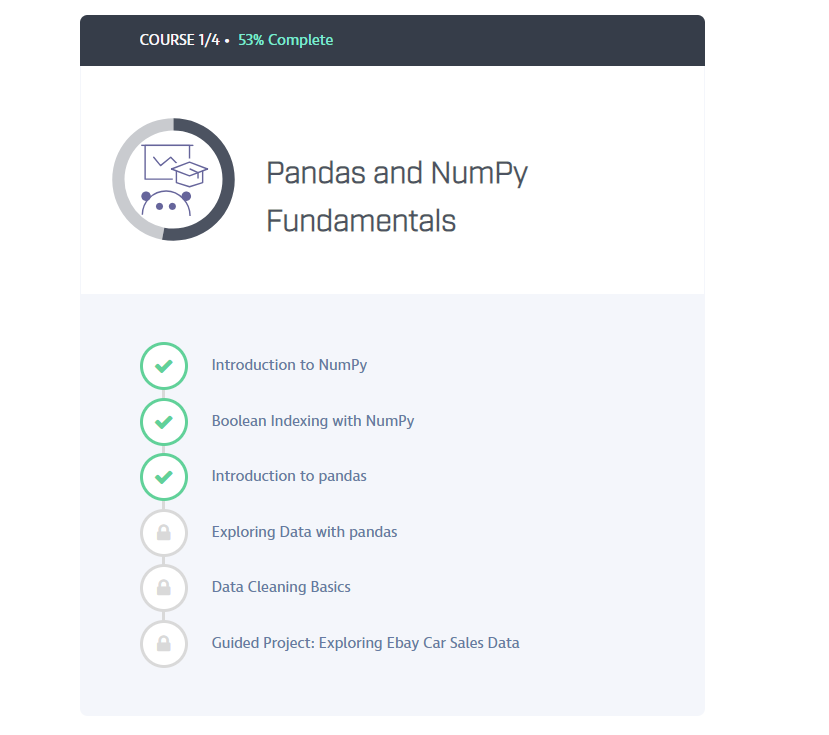 COURSE 1/4 • 53% Complete
Pandas and NumPy
Fundamentals
Introduction to NumPy
Boolean Indexing with NumPy
Introduction to pandas
Exploring Data with pandas
Data Cleaning Basics
Guided Project: Exploring Ebay Car Sales Data